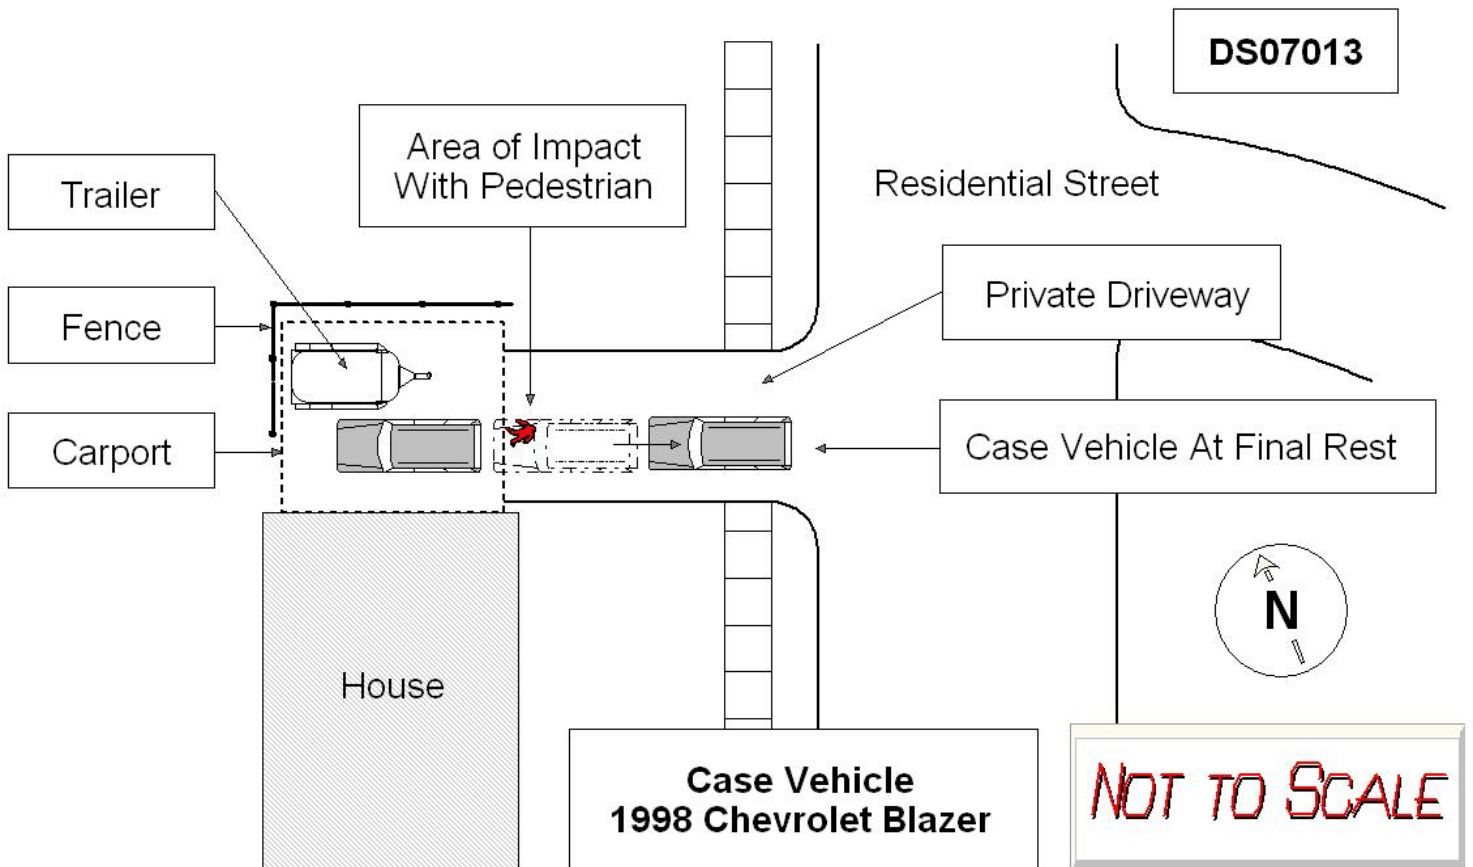 DS07013
Area of Impact
With Pedestrian
Trailer
Residential Street
Private Driveway
Fence
Carport
Case Vehicle At Final Rest
N
House
Case Vehicle
1998 Chevrolet Blazer
NOT TO SCALE